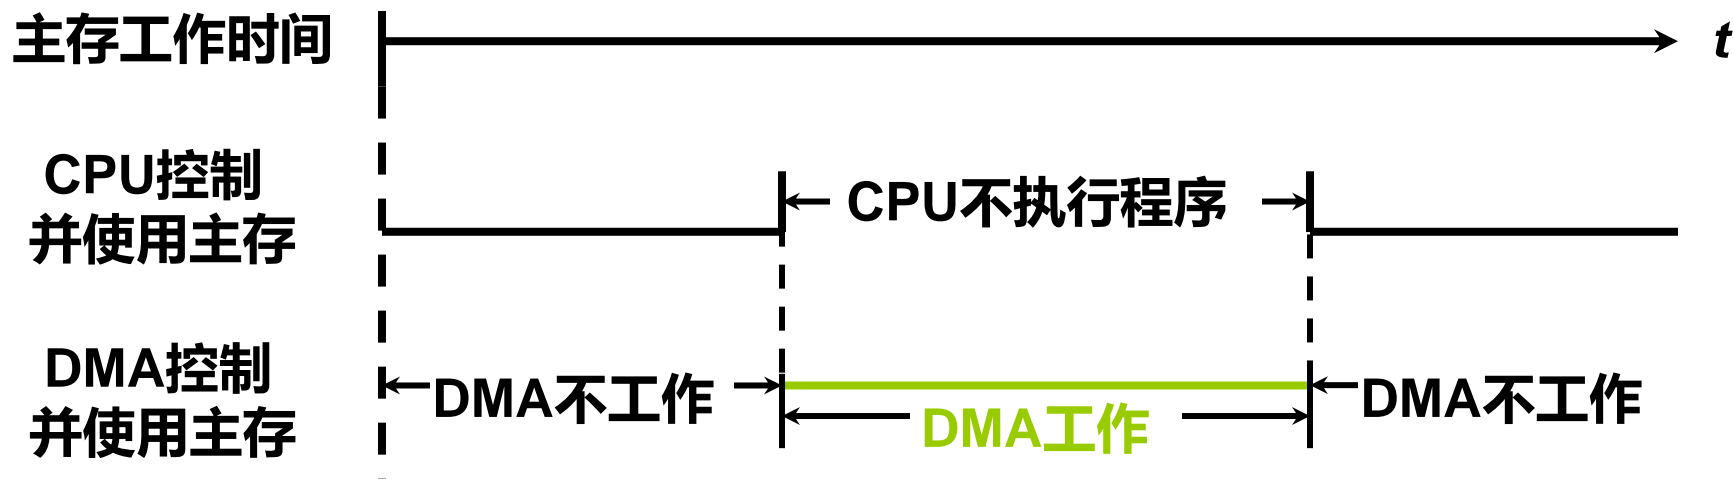 主存工作时间
t
CPU控制
并使用主存
CPU不执行程序
DMA控制
并使用主存
DMA不工作
DMA工作
DMA不工作